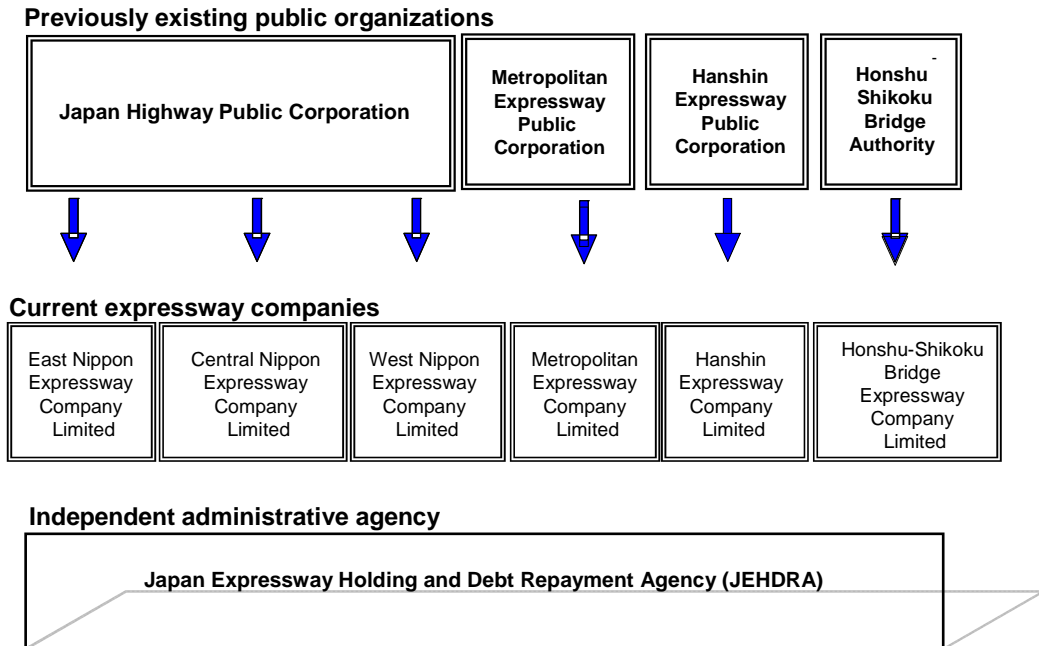 Previously existing public organizations
Japan Highway Public Corporation
Metropolitan
Expressway
Public
Corporation
Hanshin
Expressway
Public
Corporation
-
Honshu
Shikoku
Bridge
Authority
Current expressway companies
East Nippon
Expressway
Company
Limited
Central Nippon
Expressway
Company
Limited
West Nippon
Expressway
Company
Limited
Metropolitan
Expressway
Company
Limited
Hanshin
Expressway
Company
Limited
Honshu-Shikoku
Bridge
Expressway
Company
Limited
Independent administrative agency
Japan Expressway Holding and Debt Repayment Agency (JEHDRA)